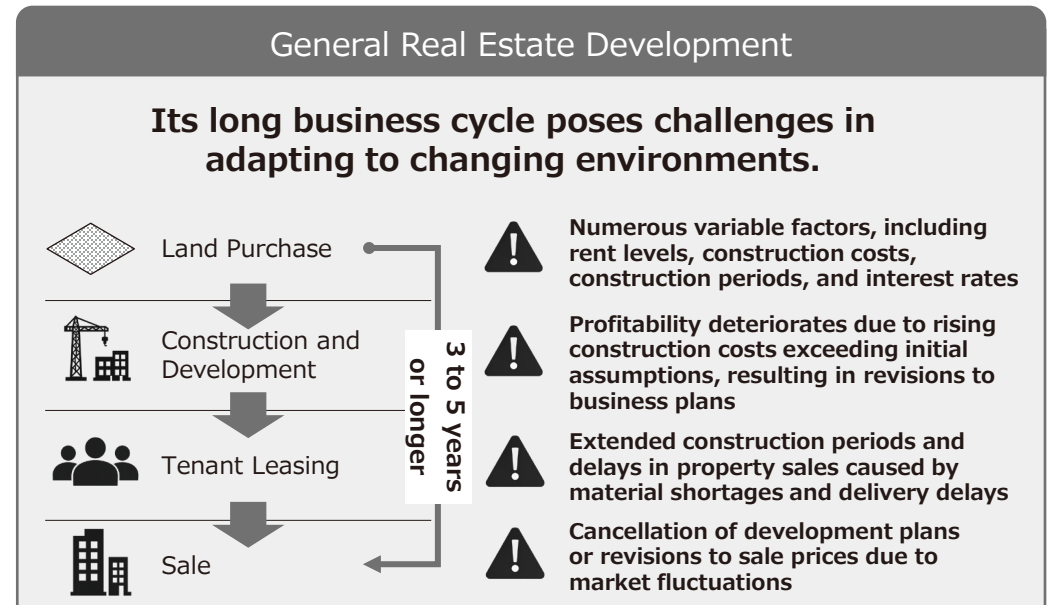 General Real Estate Development
Its long business cycle poses challenges in
adapting to changing environments.
Land Purchase
Construction and
Development
Tenant Leasing
Sale
3 to 5 years
or longer
Numerous variable factors, including
rent levels, construction costs,
construction periods, and interest rates
Profitability deteriorates due to rising
construction costs exceeding initial
assumptions, resulting in revisions to
business plans
Extended construction periods and
delays in property sales caused by
material shortages and delivery delays
Cancellation of development plans
or revisions to sale prices due to
market fluctuations